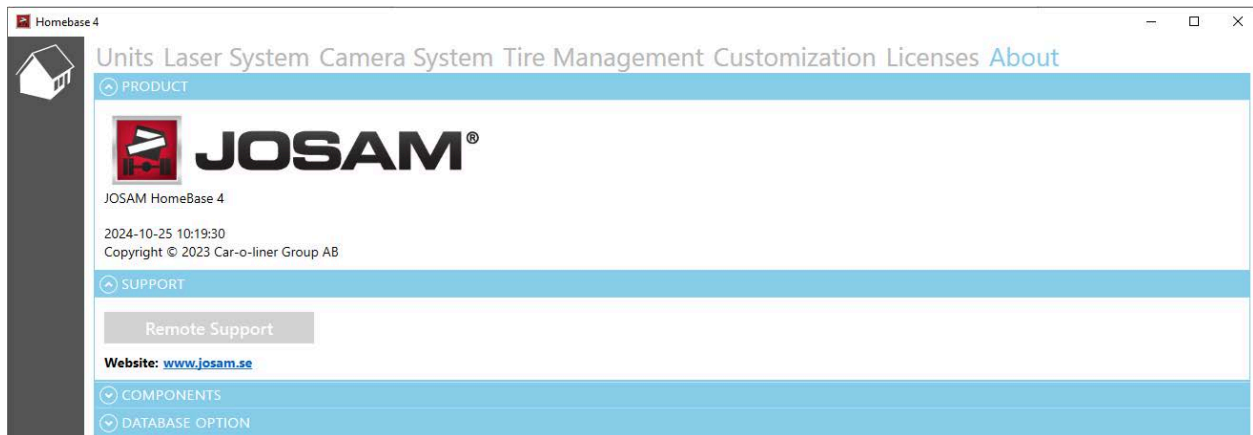 Homebase 4
Units Laser System Camera System Tire Management Customization Licenses About
PRODUCT
JOSAM®
JOSAM HomeBase 4
2024-10-25 10:19:30
Copyright © 2023 Car-o-liner Group AB
SUPPORT
Remote Support
Website: www.josam.se
COMPONENTS
DATABASE OPTION